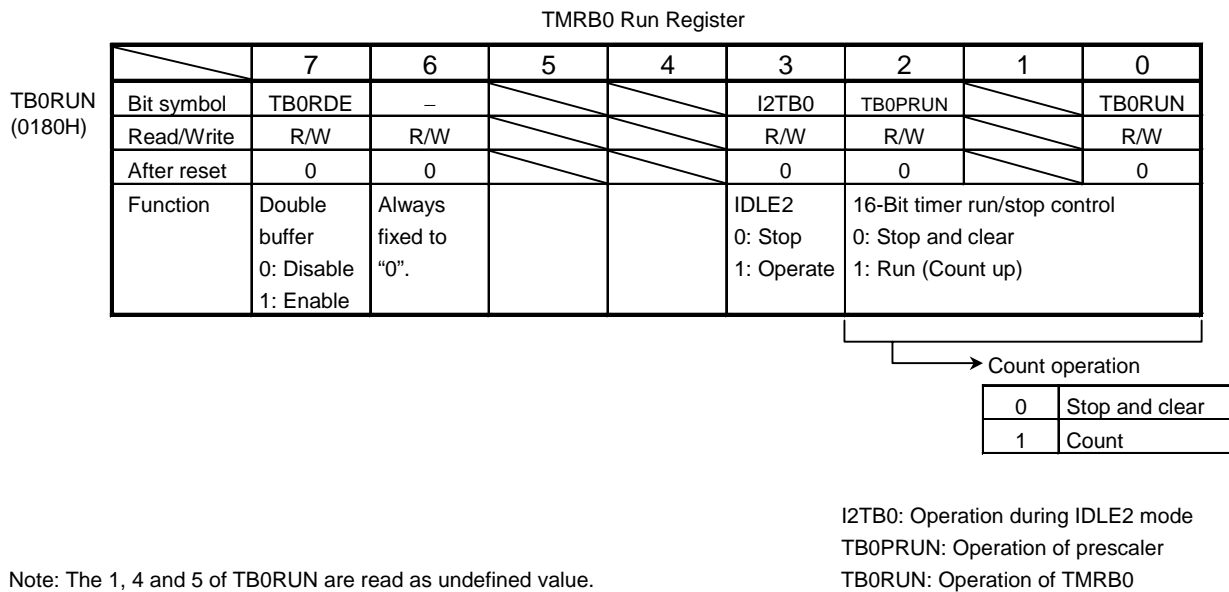 TMRB0 Run Register
7 6 5 4 3 2 1 0
TB0RUN (0180H)
Bit symbol TB0RDE − I2TB0 TB0PRUN TB0RUN
Read/Write R/W R/W R/W R/W R/W
After reset 0 0 0 0 0
Function
Double buffer
0: Disable
1: Enable
Always fixed to “0”.
IDLE2
0: Stop
1: Operate
16-Bit timer run/stop control
0: Stop and clear
1: Run (Count up)
Count operation
0 Stop and clear
1 Count
I2TB0: Operation during IDLE2 mode
TB0PRUN: Operation of prescaler
TB0RUN: Operation of TMRB0
Note: The 1, 4 and 5 of TB0RUN are read as undefined value.